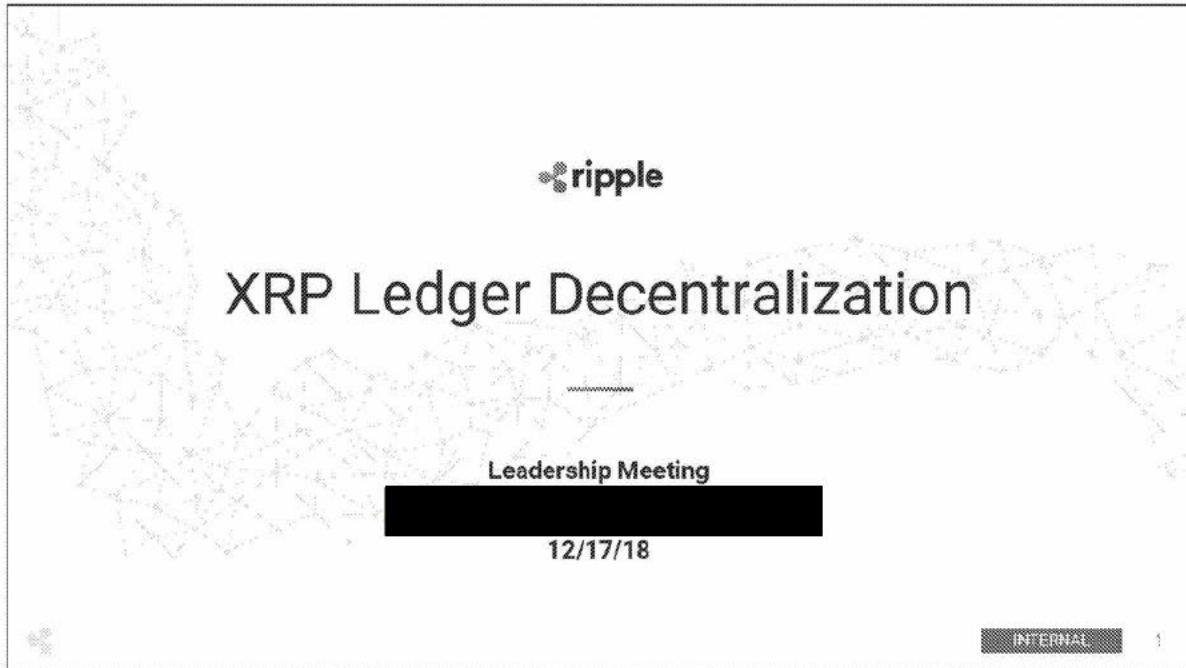 ripple
XRP Ledger Decentralization
Leadership Meeting
12/17/18
INTERNAL
1